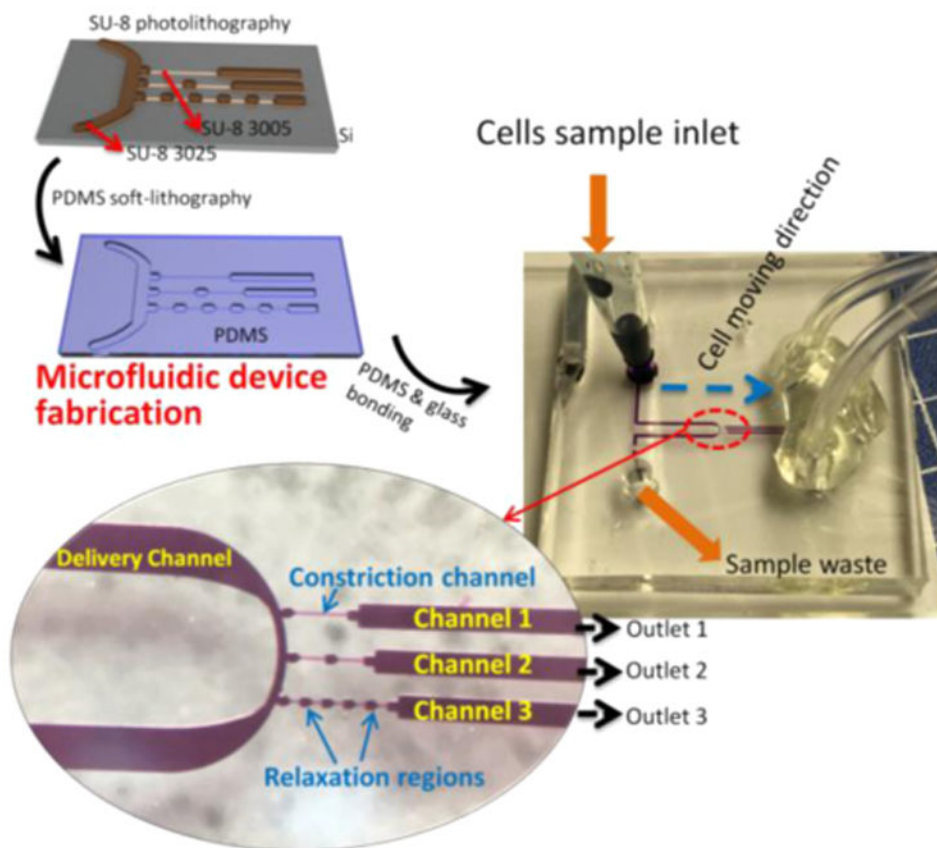 SU-8 photolithography
SU-8 3005
Si
SU-8 3025
PDMS soft-lithography
PDMS
Microfluidic device
fabrication
PDMS & glass
bonding
Cells sample inlet
Cell moving direction
Sample waste
Delivery Channel
Constriction channel
Channel 1
Outlet 1
Channel 2
Outlet 2
Channel 3
Outlet 3
Relaxation regions